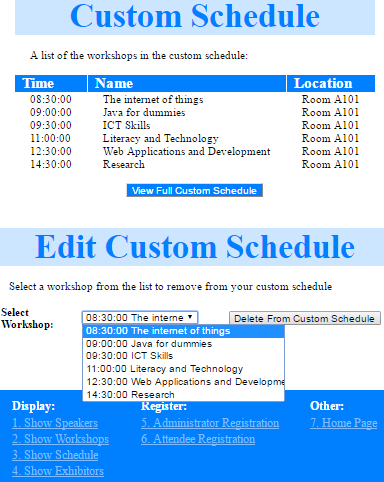 Custom Schedule
A list of the workshops in the custom schedule:
Time Name Location
08:30:00 The internet of things Room A101
09:00:00 Java for dummies Room A101
09:30:00 ICT Skills Room A101
11:00:00 Literacy and Technology Room A101
12:30:00 Web Applications and Development Room A101
14:30:00 Research Room A101
View Full Custom Schedule
Edit Custom Schedule
Select a workshop from the list to remove from your custom schedule
Select Workshop:
08:30:00 The interne
Delete From Custom Schedule
08:30:00 The internet of things
09:00:00 Java for dummies
09:30:00 ICT Skills
11:00:00 Literacy and Technology
12:30:00 Web Applications and Developme
14:30:00 Research
Display: Register: Other:
1. Show Speakers 5. Administrator Registration 7. Home Page
2. Show Workshops 6. Attendee Registration
3. Show Schedule
4. Show Exhibitors